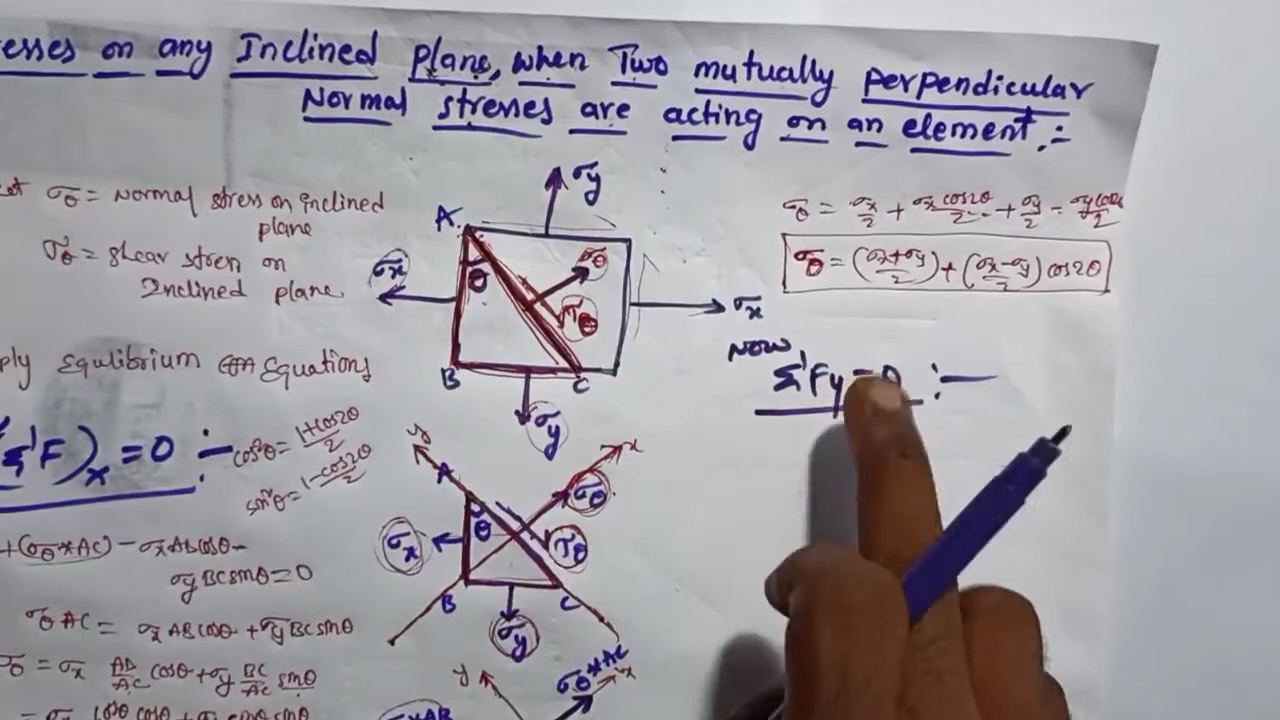 esses on any Inclined Plane, when Two mutually perpendicular
Normal stresses are acting on an element :-
let σθ = Normal stress on inclined
plane
= shear stress on
Inclined plane
ply Equilibrium Equations
Σ'F)x = 0 :-
cos²θ = 1+cos2θ/2
sin²θ = 1-cos2θ/2
+(σθ*AC) - σx AB cosθ -
σy BC sinθ = 0
σθ AC = σx AB cosθ + σy BC sinθ
σθ = σx AB/AC cosθ + σy BC/AC sinθ
σy
A
σx
θ
σθ
τθ
σx
B
C
σy
y
x
A
σθ
θ
σx
τθ
B
C
σy
y
σθ*AC
x
σθ = σx/2 + σx cos2θ/2 + σy/2 - σy cos2θ/2
σθ = (σx+σy/2) + (σx-σy/2) cos2θ
NOW
Σ'Fy = 0 :-